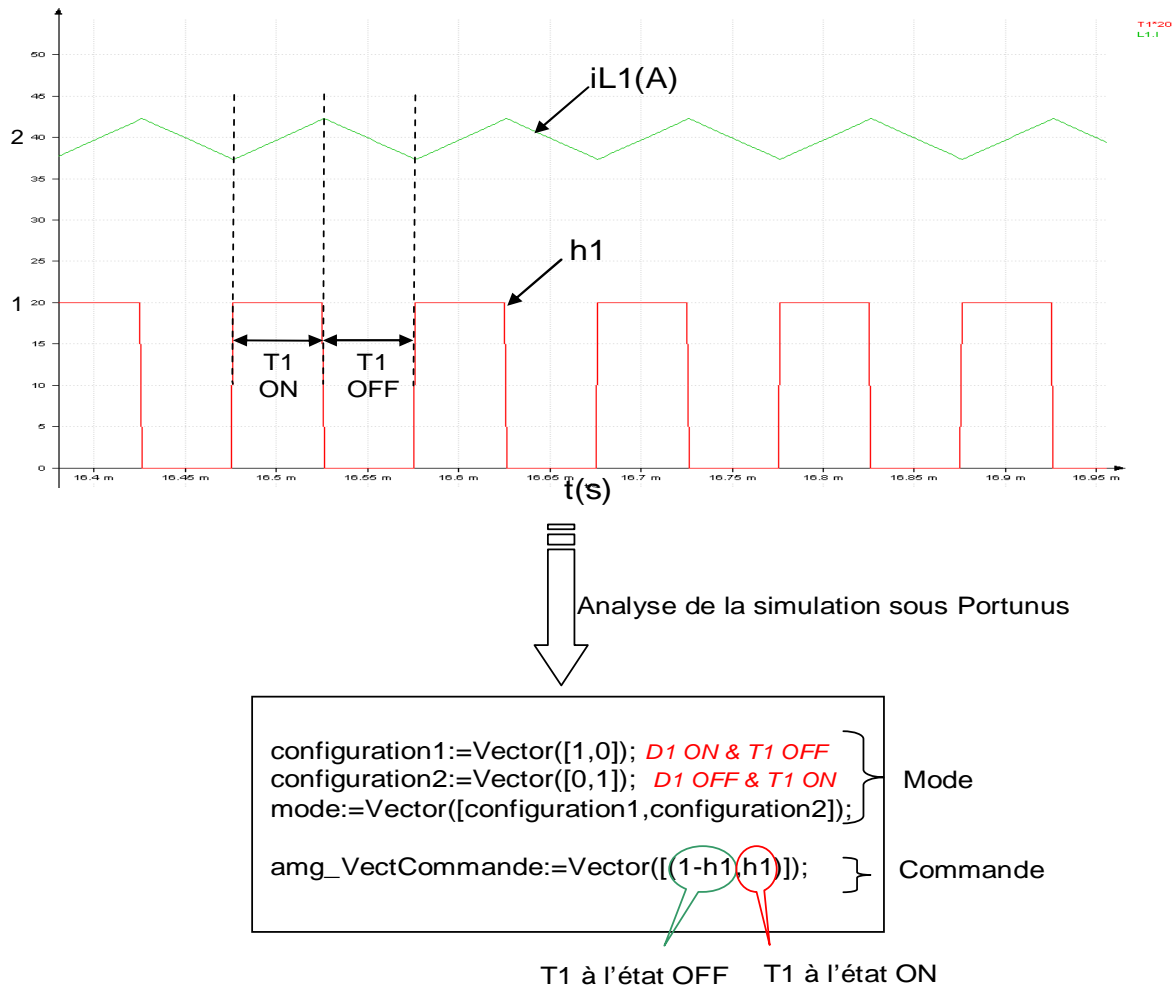 T1*20
L1.I
50
45
2 40
35
30
25
1 20
15
10
5
0
iL1(A)
h1
T1
ON
T1
OFF
16.4 m
16.45 m
16.5 m
16.55 m
16.6 m
16.65 m
16.7 m
16.75 m
16.8 m
16.85 m
16.9 m
16.95 m
t(s)
Analyse de la simulation sous Portunus
configuration1:=Vector([1,0]); D1 ON & T1 OFF
configuration2:=Vector([0,1]); D1 OFF & T1 ON
mode:=Vector([configuration1,configuration2]);
Mode
amg_VectCommande:=Vector([(1-h1,h1)]);
Commande
T1 à l'état OFF
T1 à l'état ON